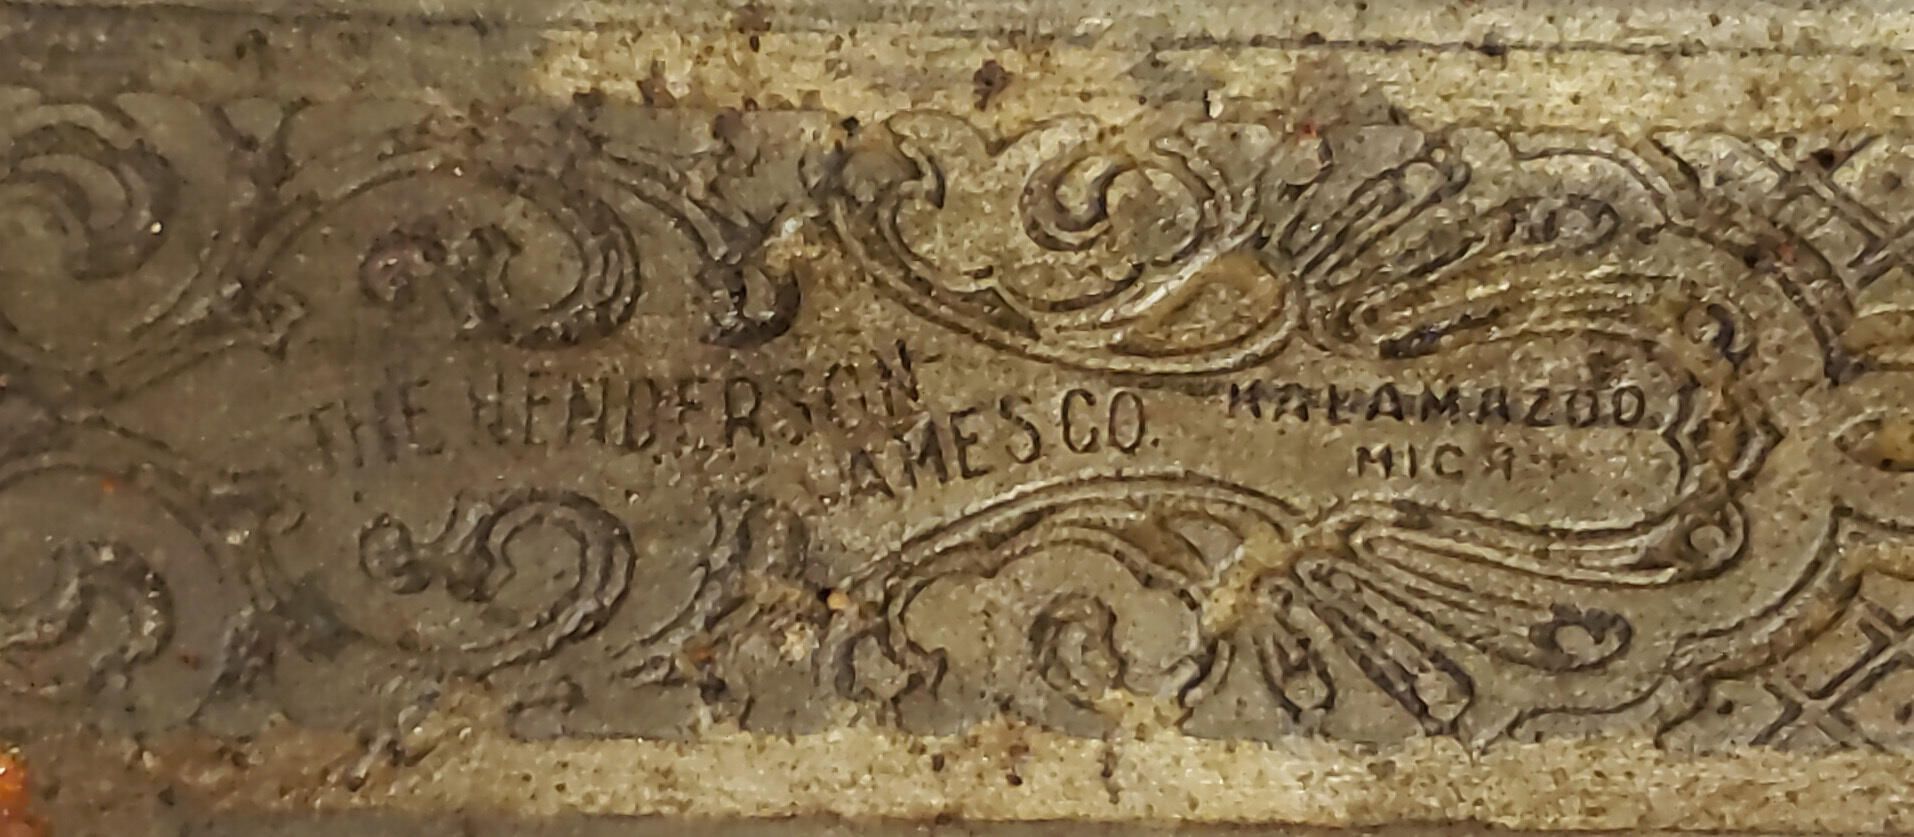 THE HENDERSON-
AMES CO.
KALAMAZOO.
MICH.